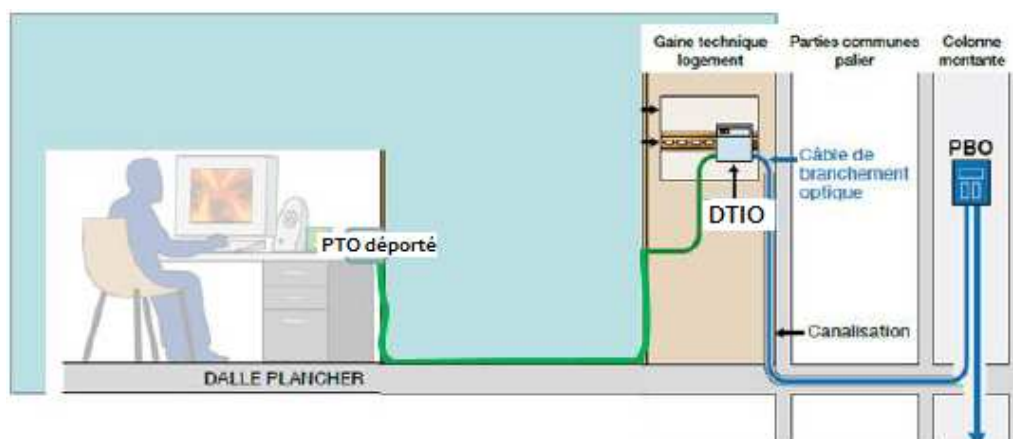 Gaine technique
logement
Parties communes
palier
Colonne
montante
PBO
Câble de
branchement
optique
DTIO
PTO déporté
Canalisation
DALLE PLANCHER